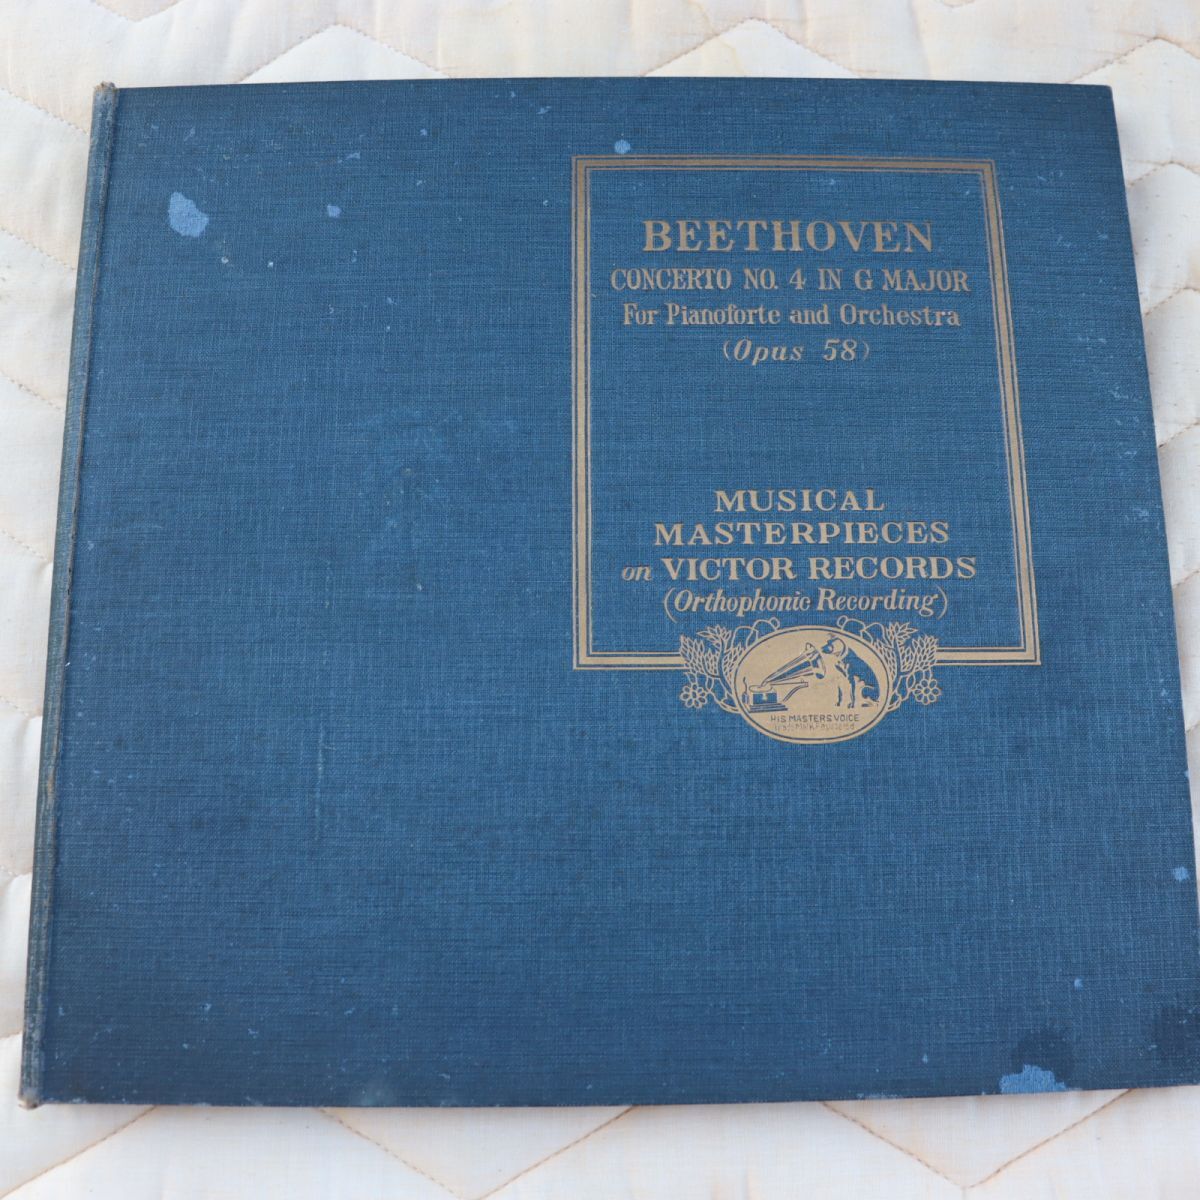 BEETHOVEN
CONCERTO NO. 4 IN G MAJOR
For Pianoforte and Orchestra
(Opus 58)
MUSICAL
MASTERPIECES
on VICTOR RECORDS
(Orthophonic Recording)
HIS MASTERS VOICE